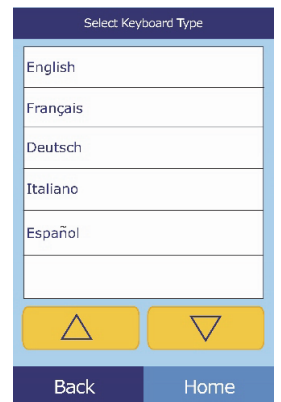 Select Keyboard Type
English
Français
Deutsch
Italiano
Español
Back
Home